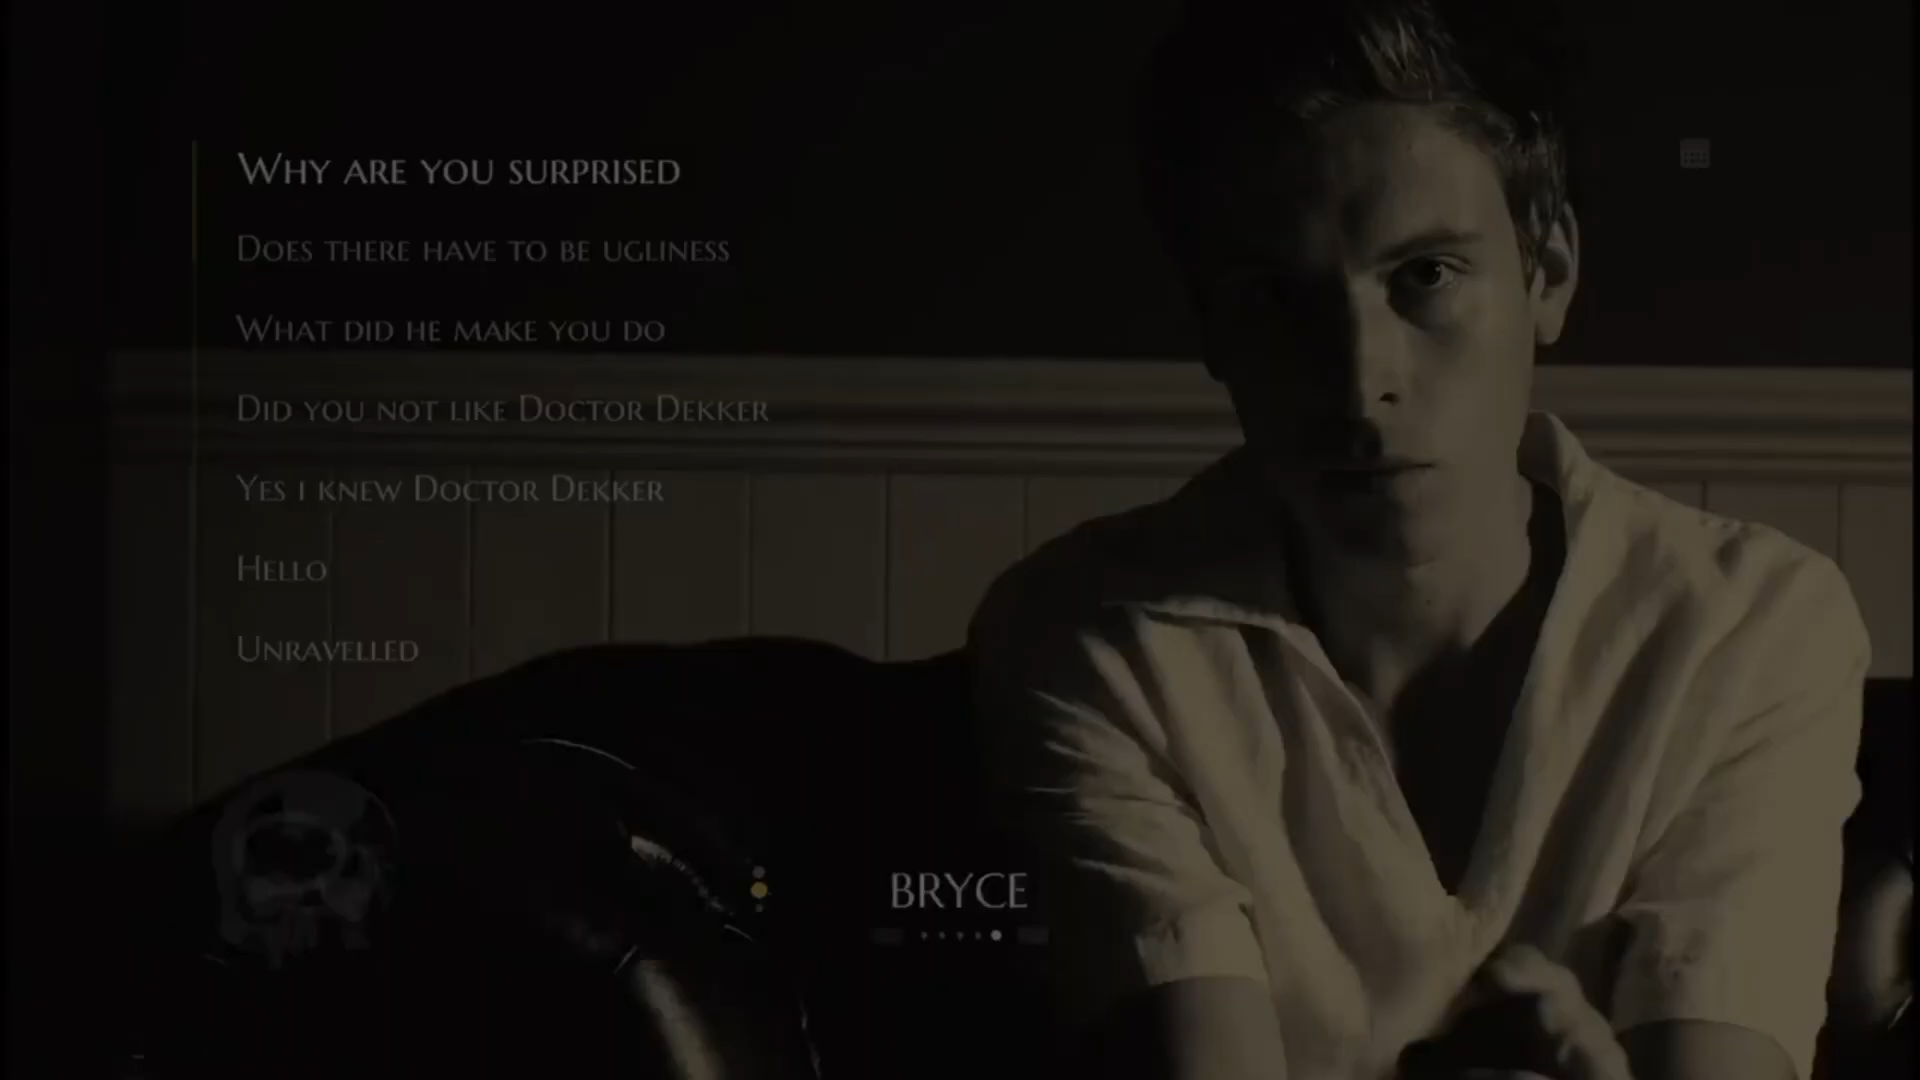 Why are you surprised
Does there have to be ugliness
What did he make you do
Did you not like Doctor Dekker
Yes i knew Doctor Dekker
Hello
Unravelled
BRYCE